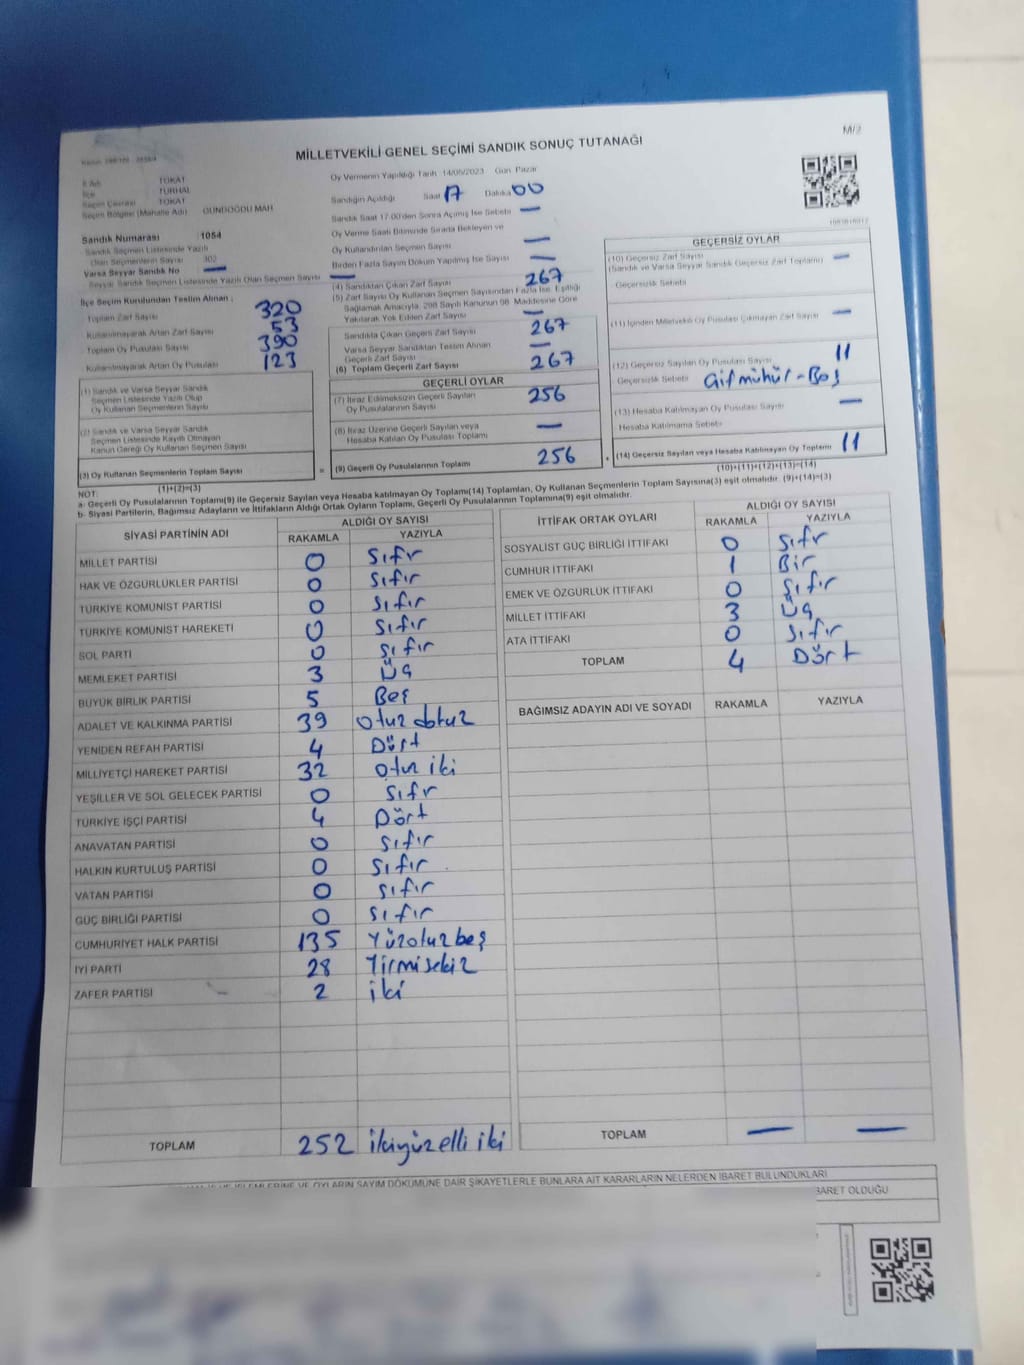 M/2
MİLLETVEKİLİ GENEL SEÇİMİ SANDIK SONUÇ TUTANAĞI
İli Adı TOKAT
İlçe TURHAL
Seçim Çevresi TOKAT
Seçim Bölgesi (Mahalle Adı) GÜNDOĞDU MAH
Sandık Numarası 1054
Sandık Seçmen Listesinde Yazılı
Olan Seçmenlerin Sayısı 302
Varsa Seyyar Sandık No —
Seyyar Sandık Seçmen Listesinde Yazılı Olan Seçmen Sayısı —
İlçe Seçim Kurulundan Teslim Alınan :
Toplam Zarf Sayısı 320
Kullanılmayarak Artan Zarf Sayısı 53
Toplam Oy Pusulası Sayısı 390
Kullanılmayarak Artan Oy Pusulası 123
(1) Sandık ve Varsa Seyyar Sandık
Seçmen Listesinde Yazılı Olup
Oy Kullanan Seçmenlerin Sayısı
(2) Sandık ve Varsa Seyyar Sandık
Seçmen Listesinde Kayıtlı Olmayan
Kanun Gereği Oy Kullanan Seçmen Sayısı
(3) Oy Kullanan Seçmenlerin Toplam Sayısı =
(1)+(2)=(3)
Oy Vermenin Yapıldığı Tarih 14/05/2023 Gün Pazar
Sandığın Açıldığı Saat 17 Dakika 00
Sandık Saat 17:00'den Sonra Açılmış İse Sebebi —
Oy Verme Saati Bitiminde Sırada Bekleyen ve
Oy Kullandırılan Seçmen Sayısı —
Birden Fazla Sayım Döküm Yapılmış İse Sayısı —
(4) Sandıktan Çıkan Zarf Sayısı 267
(5) Zarf Sayısı Oy Kullanan Seçmen Sayısından Fazla İse, Eşitliği
Sağlamak Amacıyla, 298 Sayılı Kanunun 98. Maddesine Göre
Yakılarak Yok Edilen Zarf Sayısı —
Sandıkta Çıkan Geçerli Zarf Sayısı 267
Varsa Seyyar Sandıktan Teslim Alınan
Geçerli Zarf Sayısı —
(6) Toplam Geçerli Zarf Sayısı 267
GEÇERLİ OYLAR
(7) İtiraz Edilmeksizin Geçerli Sayılan
Oy Pusulalarının Sayısı 256
(8) İtiraz Üzerine Geçerli Sayılan veya
Hesaba Katılan Oy Pusulası Toplamı —
(9) Geçerli Oy Pusulalarının Toplamı 256 +
GEÇERSİZ OYLAR
(10) Geçersiz Zarf Sayısı —
(Sandık ve Varsa Seyyar Sandık Geçersiz Zarf Toplamı)
Geçersizlik Sebebi
(11) İçinden Milletvekili Oy Pusulası Çıkmayan Zarf Sayısı —
(12) Geçersiz Sayılan Oy Pusulası Sayısı 11
Geçersizlik Sebebi Çift mühür-Boş
(13) Hesaba Katılmayan Oy Pusulası Sayısı —
Hesaba Katılmama Sebebi
(14) Geçersiz Sayılan veya Hesaba Katılmayan Oy Toplamı 11
(10)+(11)+(12)+(13)=(14)
NOT:
a- Geçerli Oy Pusulalarının Toplamı(9) ile Geçersiz Sayılan veya Hesaba katılmayan Oy Toplamı(14) Toplamları, Oy Kullanan Seçmenlerin Toplam Sayısına(3) eşit olmalıdır. (9)+(14)=(3)
b- Siyasi Partilerin, Bağımsız Adayların ve İttifakların Aldığı Ortak Oyların Toplamı, Geçerli Oy Pusulalarının Toplamına(9) eşit olmalıdır.
SİYASİ PARTİNİN ADI ALDIĞI OY SAYISI
RAKAMLA YAZIYLA
MİLLET PARTİSİ 0 Sıfır
HAK VE ÖZGÜRLÜKLER PARTİSİ 0 Sıfır
TÜRKİYE KOMÜNİST PARTİSİ 0 Sıfır
TÜRKİYE KOMÜNİST HAREKETİ 0 Sıfır
SOL PARTİ 0 Sıfır
MEMLEKET PARTİSİ 3 Üç
BÜYÜK BİRLİK PARTİSİ 5 Beş
ADALET VE KALKINMA PARTİSİ 39 Otuz dokuz
YENİDEN REFAH PARTİSİ 4 Dört
MİLLİYETÇİ HAREKET PARTİSİ 32 Otuz iki
YEŞİLLER VE SOL GELECEK PARTİSİ 0 Sıfır
TÜRKİYE İŞÇİ PARTİSİ 4 Dört
ANAVATAN PARTİSİ 0 Sıfır
HALKIN KURTULUŞ PARTİSİ 0 Sıfır
VATAN PARTİSİ 0 Sıfır
GÜÇ BİRLİĞİ PARTİSİ 0 Sıfır
CUMHURİYET HALK PARTİSİ 135 Yüzotuzbeş
İYİ PARTİ 28 Yirmisekiz
ZAFER PARTİSİ 2 iki
TOPLAM 252 ikiyüzelli iki
İTTİFAK ORTAK OYLARI ALDIĞI OY SAYISI
RAKAMLA YAZIYLA
SOSYALİST GÜÇ BİRLİĞİ İTTİFAKI 0 Sıfır
CUMHUR İTTİFAKI 1 Bir
EMEK VE ÖZGÜRLÜK İTTİFAKI 0 Sıfır
MİLLET İTTİFAKI 3 Üç
ATA İTTİFAKI 0 Sıfır
TOPLAM 4 Dört
BAĞIMSIZ ADAYIN ADI VE SOYADI RAKAMLA YAZIYLA
TOPLAM — —
OYLARIN SAYIM DÖKÜMÜNE DAİR ŞİKAYETLERLE BUNLARA AİT KARARLARIN NELERDEN İBARET BULUNDUKLARI
İBARET OLDUĞU